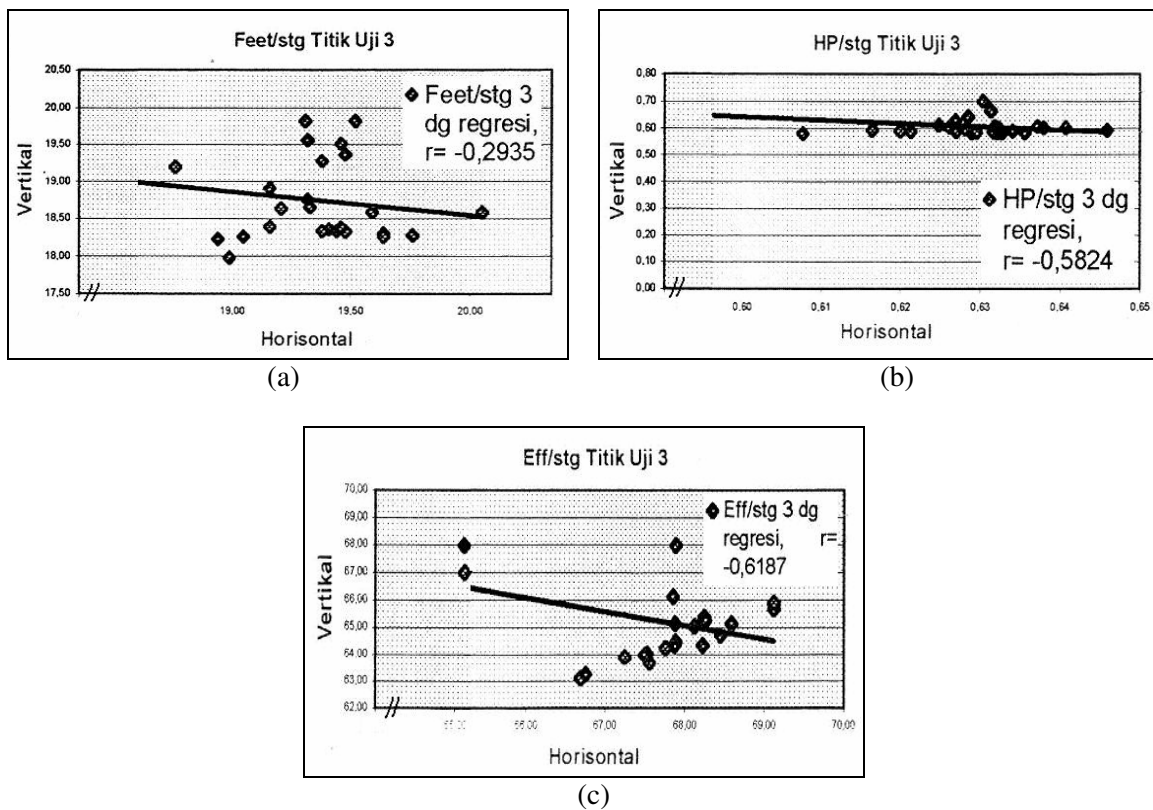 Feet/stg Titik Uji 3
20,50
20,00
19,50
19,00
18,50
18,00
17,50
Vertikal
Feet/stg 3
dg regresi,
r= -0,2935
19,00 19,50 20,00
Horisontal
(a)
HP/stg Titik Uji 3
0,80
0,70
0,60
0,50
0,40
0,30
0,20
0,10
0,00
Vertikal
HP/stg 3 dg
regresi,
r= -0,5824
0,60 0,61 0,62 0,63 0,64 0,65
Horisontal
(b)
Eff/stg Titik Uji 3
70,00
69,00
68,00
67,00
66,00
65,00
64,00
63,00
62,00
Vertikal
Eff/stg 3 dg
regresi, r=
-0,6187
66,00 67,00 68,00 69,00 70,00
Horisontal
(c)